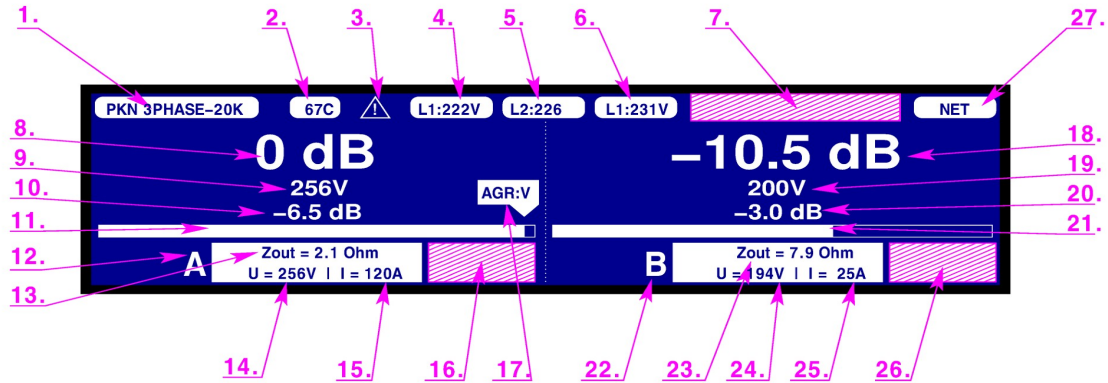 1. 2. 3. 4. 5. 6. 7. 27.
PKN 3PHASE-20K 67C ! L1:222V L2:226 L1:231V NET
8. 0 dB -10.5 dB 18.
9. 256V AGR:V 200V 19.
10. -6.5 dB -3.0 dB 20.
11. 21.
12. A Zout = 2.1 Ohm B Zout = 7.9 Ohm
13. U = 256V | I = 120A U = 194V | I = 25A
14. 15. 16. 17. 22. 23. 24. 25. 26.